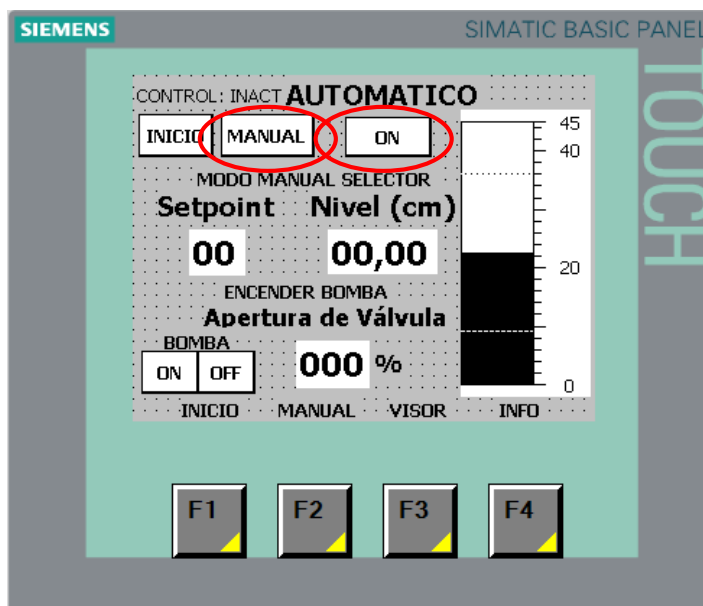 SIEMENS SIMATIC BASIC PANEL
TOUCH
CONTROL: INACT AUTOMATICO
INICIO MANUAL ON
MODO MANUAL SELECTOR
Setpoint Nivel (cm)
00 00,00
ENCENDER BOMBA
Apertura de Válvula
BOMBA
ON OFF 000 %
45
40
20
0
INICIO MANUAL VISOR INFO
F1 F2 F3 F4